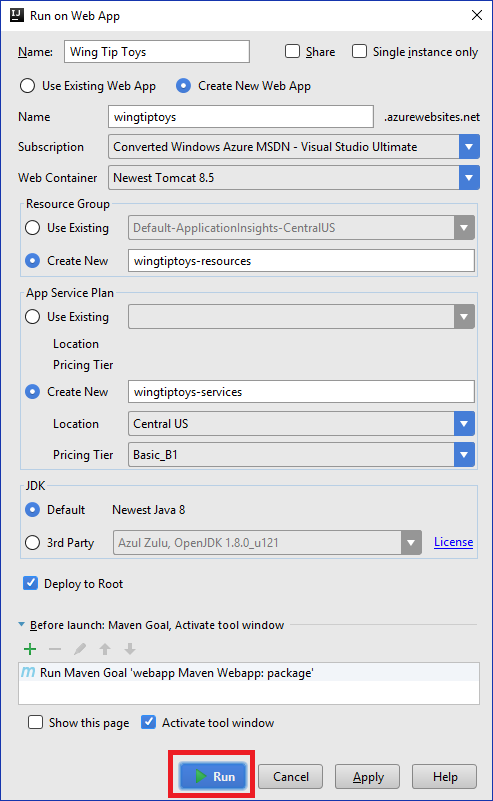 Run on Web App
Name: Wing Tip Toys Share Single instance only
Use Existing Web App Create New Web App
Name wingtiptoys .azurewebsites.net
Subscription Converted Windows Azure MSDN - Visual Studio Ultimate
Web Container Newest Tomcat 8.5
Resource Group
Use Existing Default-ApplicationInsights-CentralUS
Create New wingtiptoys-resources
App Service Plan
Use Existing
Location
Pricing Tier
Create New wingtiptoys-services
Location Central US
Pricing Tier Basic_B1
JDK
Default Newest Java 8
3rd Party Azul Zulu, OpenJDK 1.8.0_u121 License
Deploy to Root
Before launch: Maven Goal, Activate tool window
Run Maven Goal 'webapp Maven Webapp: package'
Show this page Activate tool window
Run Cancel Apply Help